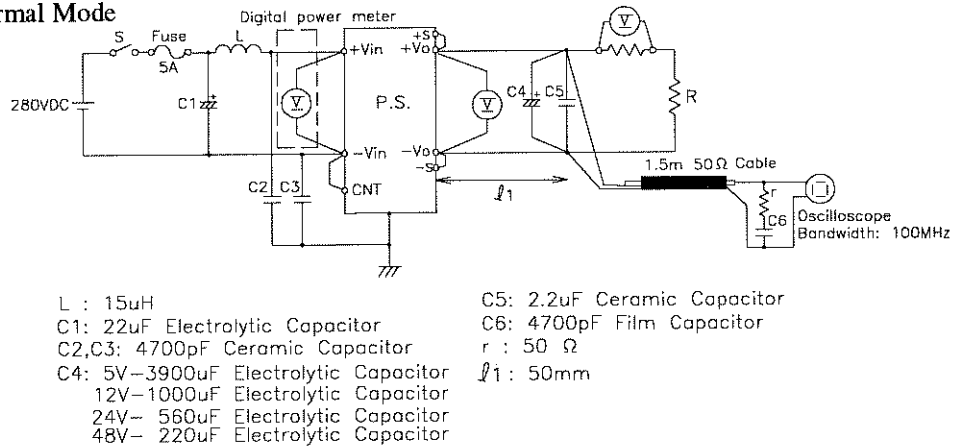 rmal Mode
Digital power meter
S
Fuse
5A
L
+Vin
+S
+Vo
V
280VDC
C1
+
V
P.S.
V
C4
+
C5
R
-Vin
-Vo
-S
C2
C3
CNT
ℓ1
1.5m 50Ω Cable
r
C6
Oscilloscope
Bandwidth: 100MHz
L : 15uH
C1: 22uF Electrolytic Capacitor
C2,C3: 4700pF Ceramic Capacitor
C4: 5V-3900uF Electrolytic Capacitor
12V-1000uF Electrolytic Capacitor
24V- 560uF Electrolytic Capacitor
48V- 220uF Electrolytic Capacitor
C5: 2.2uF Ceramic Capacitor
C6: 4700pF Film Capacitor
r : 50 Ω
ℓ1: 50mm